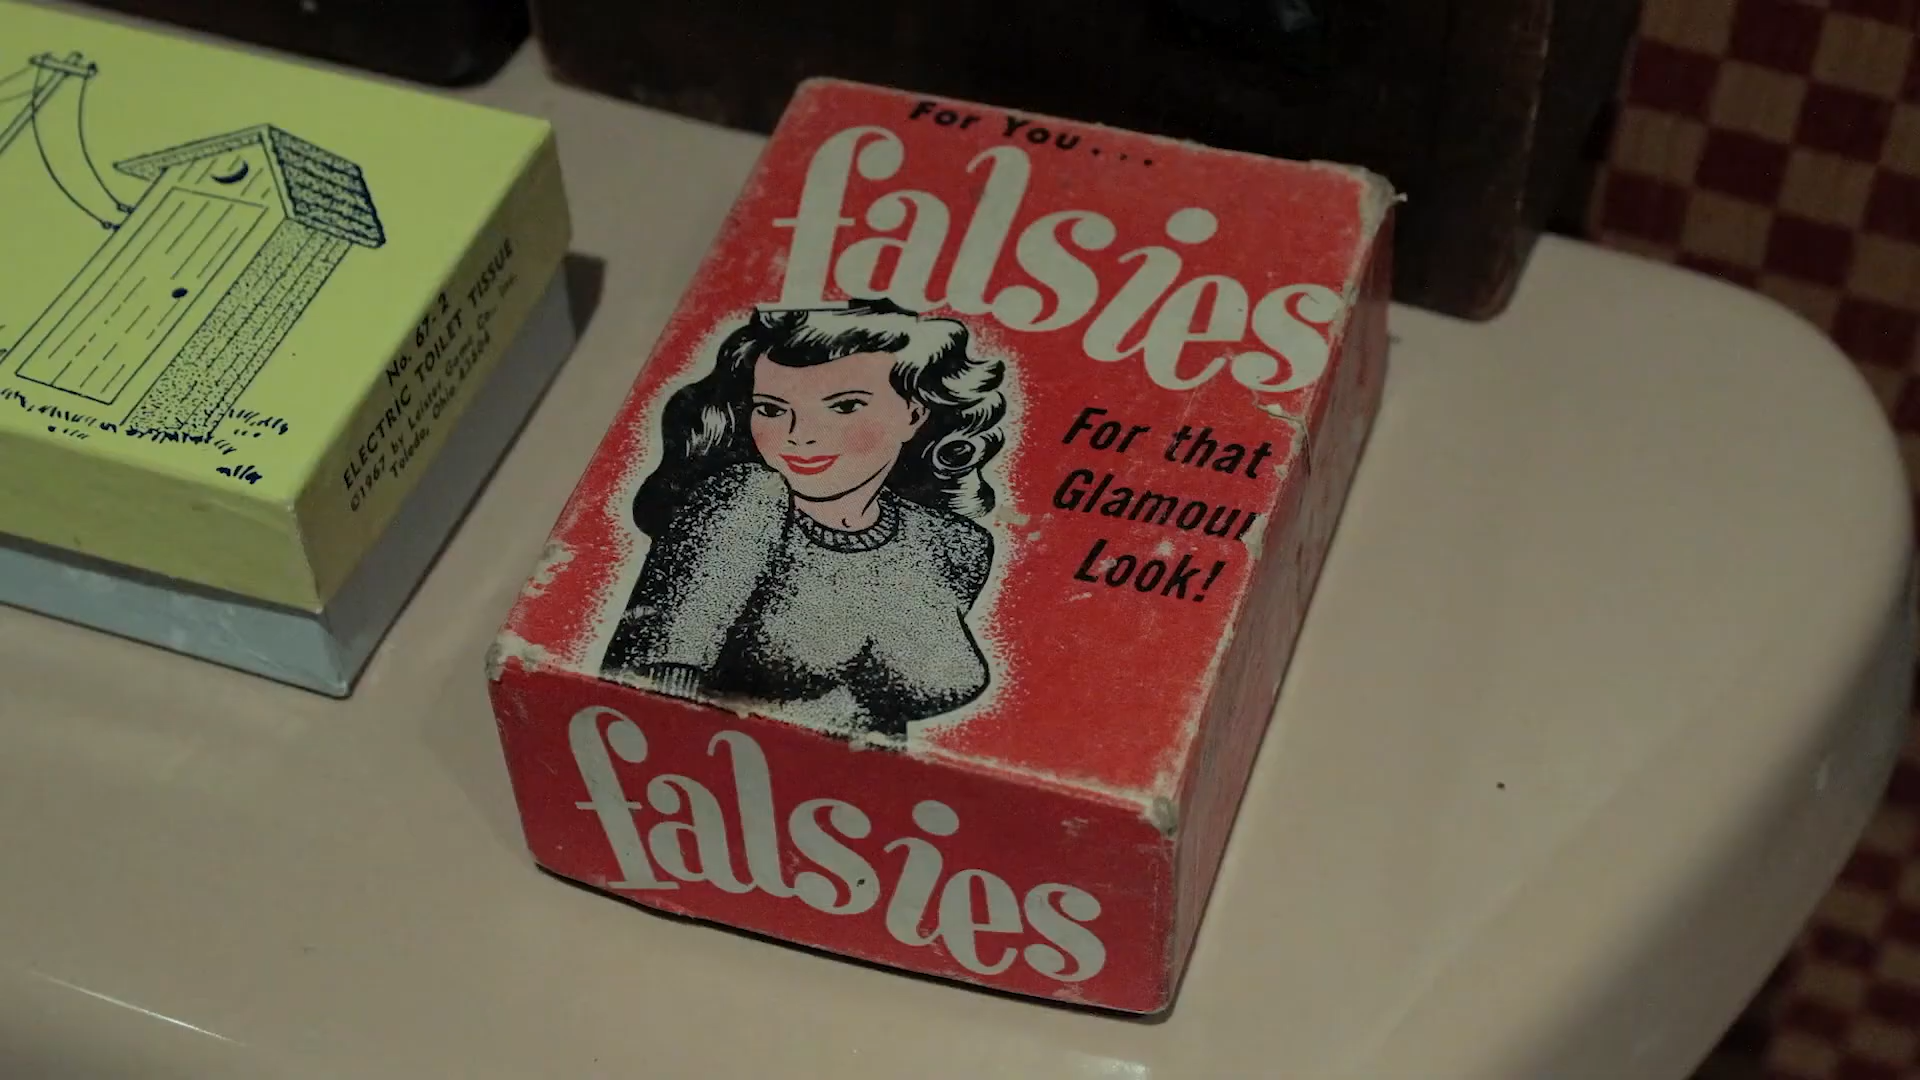 No. 67-2
ELECTRIC TOILET TISSUE
©1967 by Leister Game Co., Inc.
Toledo, Ohio 43604
For You...
falsies
For that
Glamour
Look!
falsies